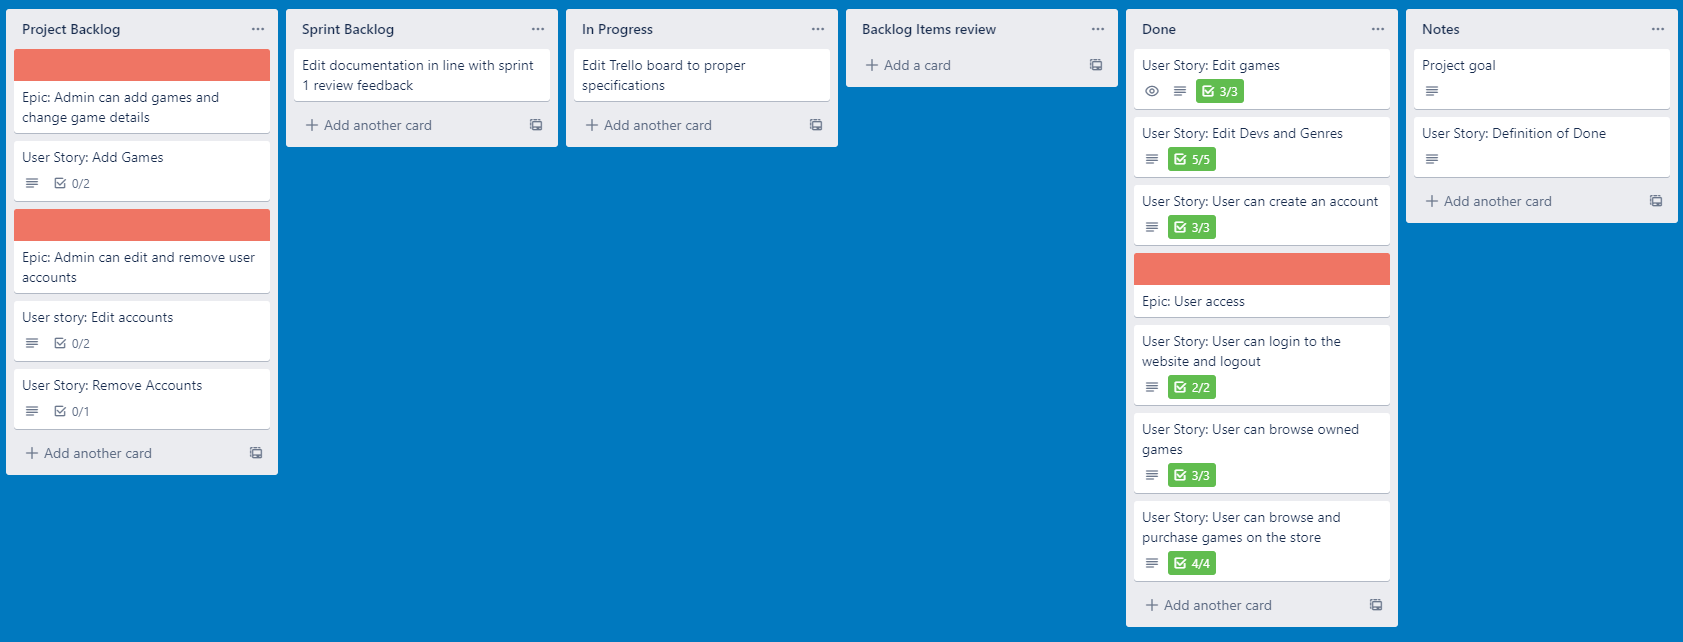 Project Backlog
Epic: Admin can add games and
change game details
User Story: Add Games
0/2
Epic: Admin can edit and remove user
accounts
User story: Edit accounts
0/2
User Story: Remove Accounts
0/1
+ Add another card
Sprint Backlog
Edit documentation in line with sprint
1 review feedback
+ Add another card
In Progress
Edit Trello board to proper
specifications
+ Add another card
Backlog Items review
+ Add a card
Done
User Story: Edit games
3/3
User Story: Edit Devs and Genres
5/5
User Story: User can create an account
3/3
Epic: User access
User Story: User can login to the
website and logout
2/2
User Story: User can browse owned
games
3/3
User Story: User can browse and
purchase games on the store
4/4
+ Add another card
Notes
Project goal
User Story: Definition of Done
+ Add another card